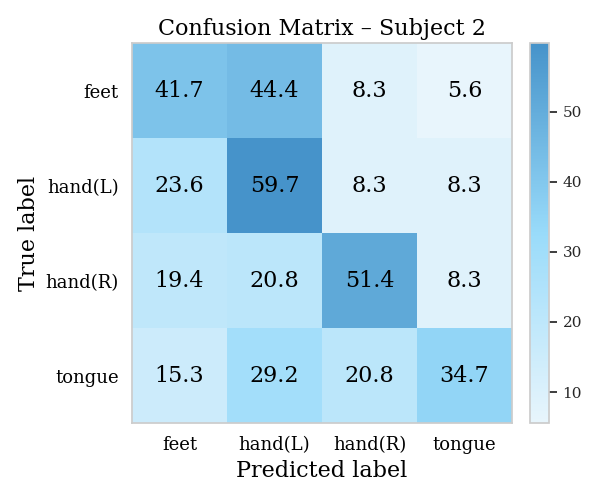 Confusion Matrix – Subject 2
feet 41.7 44.4 8.3 5.6
hand(L) 23.6 59.7 8.3 8.3
hand(R) 19.4 20.8 51.4 8.3
tongue 15.3 29.2 20.8 34.7
feet hand(L) hand(R) tongue
Predicted label
True label
50
40
30
20
10